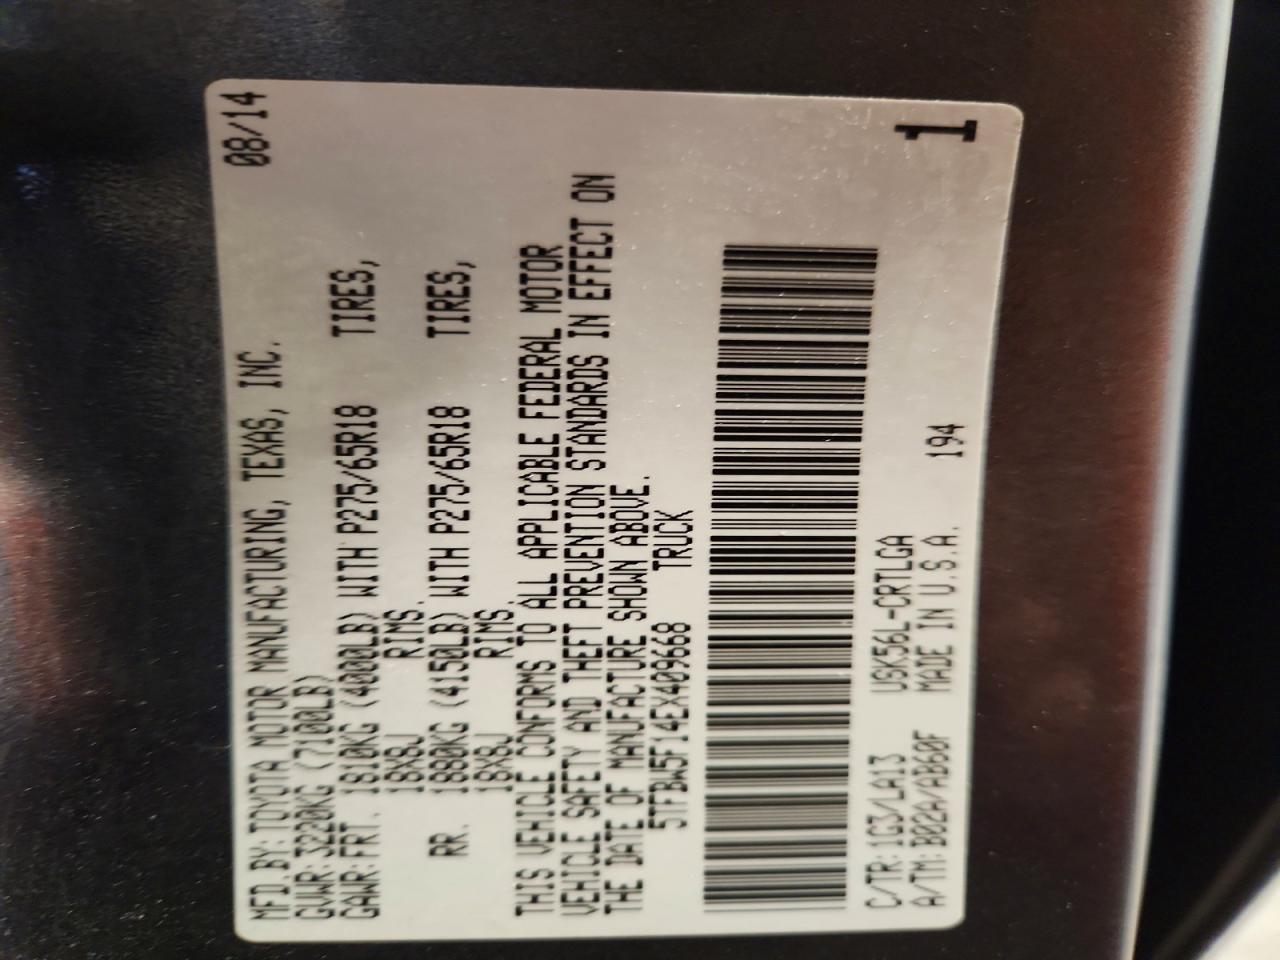 MFD.BY: TOYOTA MOTOR MANUFACTURING, TEXAS, INC. 08/14
GVWR: 3220KG (7100LB)
GAWR: FRT. 1810KG (4000LB) WITH P275/65R18 TIRES,
18X8J RIMS.
RR. 1880KG (4150LB) WITH P275/65R18 TIRES,
18X8J RIMS.
THIS VEHICLE CONFORMS TO ALL APPLICABLE FEDERAL MOTOR
VEHICLE SAFETY AND THEFT PREVENTION STANDARDS IN EFFECT ON
THE DATE OF MANUFACTURE SHOWN ABOVE.
5TFBW5F14EX409668 TRUCK
C/TR: 1G3/LA13 USK56L-CRTLGA
A/TM: B02A/AB60F MADE IN U.S.A. 194
1